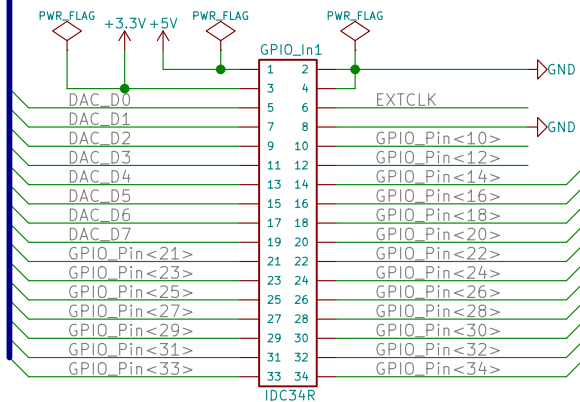 PWR_FLAG +3.3V +5V PWR_FLAG PWR_FLAG
GPIO_In1
1 2 GND
3 4
DAC_D0 5 6 EXTCLK
DAC_D1 7 8 GND
DAC_D2 9 10 GPIO_Pin<10>
DAC_D3 11 12 GPIO_Pin<12>
DAC_D4 13 14 GPIO_Pin<14>
DAC_D5 15 16 GPIO_Pin<16>
DAC_D6 17 18 GPIO_Pin<18>
DAC_D7 19 20 GPIO_Pin<20>
GPIO_Pin<21> 21 22 GPIO_Pin<22>
GPIO_Pin<23> 23 24 GPIO_Pin<24>
GPIO_Pin<25> 25 26 GPIO_Pin<26>
GPIO_Pin<27> 27 28 GPIO_Pin<28>
GPIO_Pin<29> 29 30 GPIO_Pin<30>
GPIO_Pin<31> 31 32 GPIO_Pin<32>
GPIO_Pin<33> 33 34 GPIO_Pin<34>
IDC34R